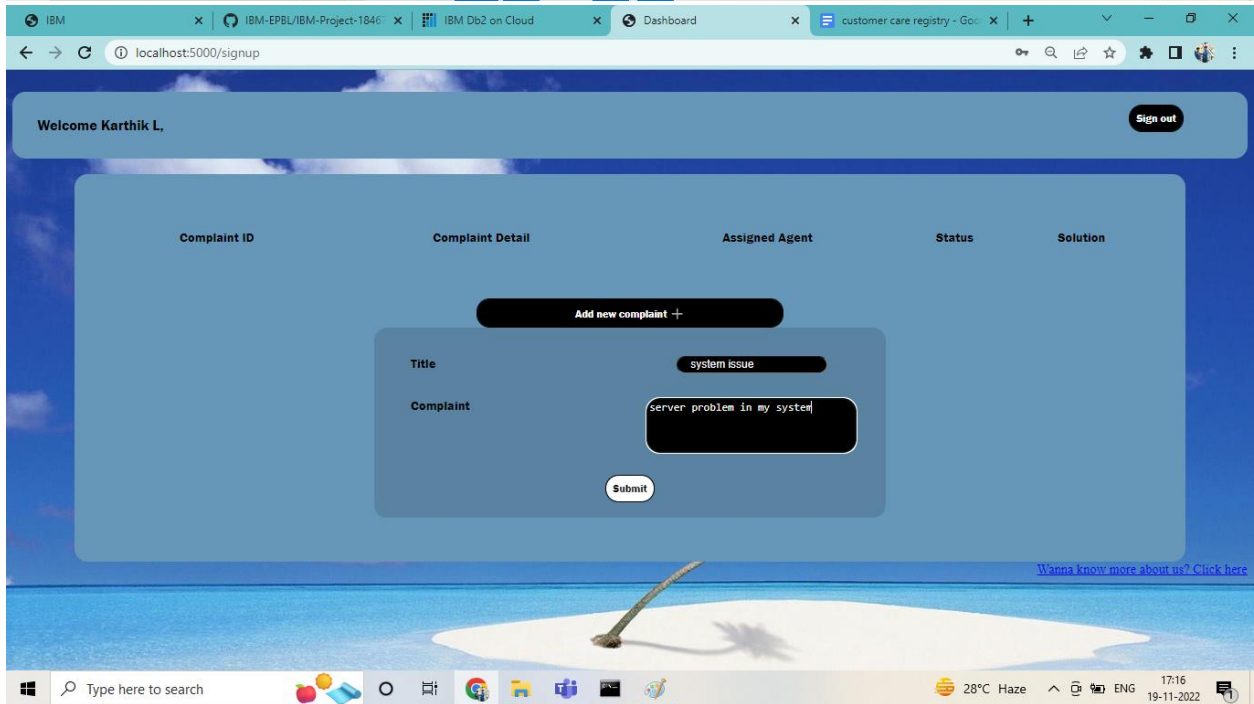 IBM
IBM-EPBL/IBM-Project-18467
IBM Db2 on Cloud
Dashboard
customer care registry - Goo
localhost:5000/signup
Welcome Karthik L,
Sign out
Complaint ID Complaint Detail Assigned Agent Status Solution
Add new complaint +
Title system issue
Complaint server problem in my system
Submit
Wanna know more about us? Click here
Type here to search
28°C Haze
ENG
17:16
19-11-2022
1